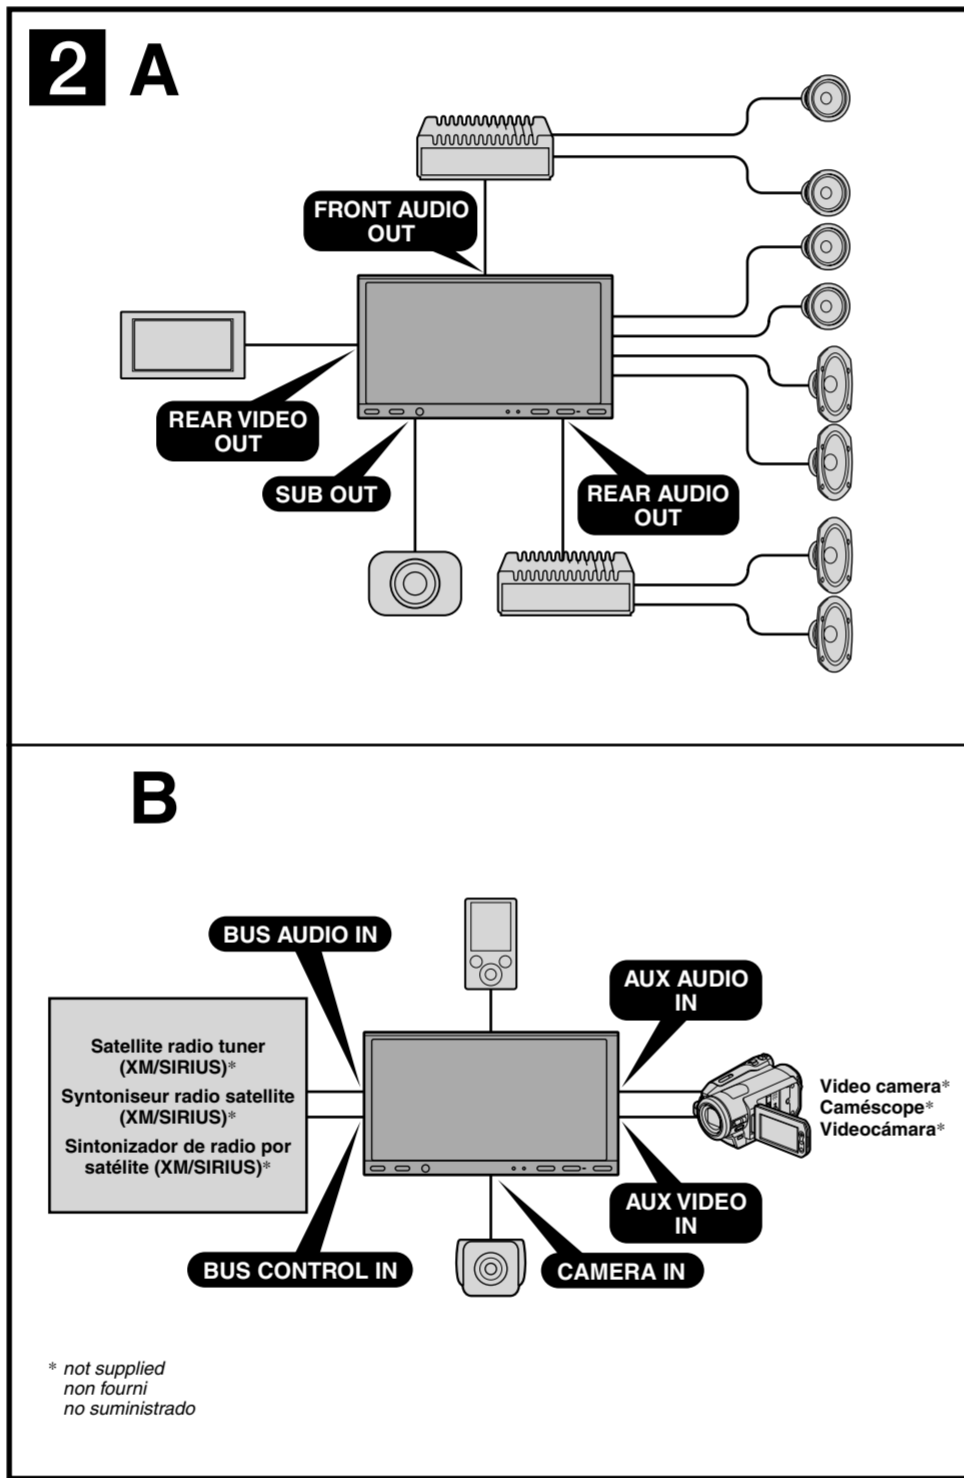 2 A
FRONT AUDIO
OUT
REAR VIDEO
OUT
SUB OUT
REAR AUDIO
OUT
B
BUS AUDIO IN
AUX AUDIO
IN
Satellite radio tuner
(XM/SIRIUS)*
Syntoniseur radio satellite
(XM/SIRIUS)*
Sintonizador de radio por
satélite (XM/SIRIUS)*
Video camera*
Caméscope*
Videocámara*
AUX VIDEO
IN
BUS CONTROL IN
CAMERA IN
* not supplied
non fourni
no suministrado